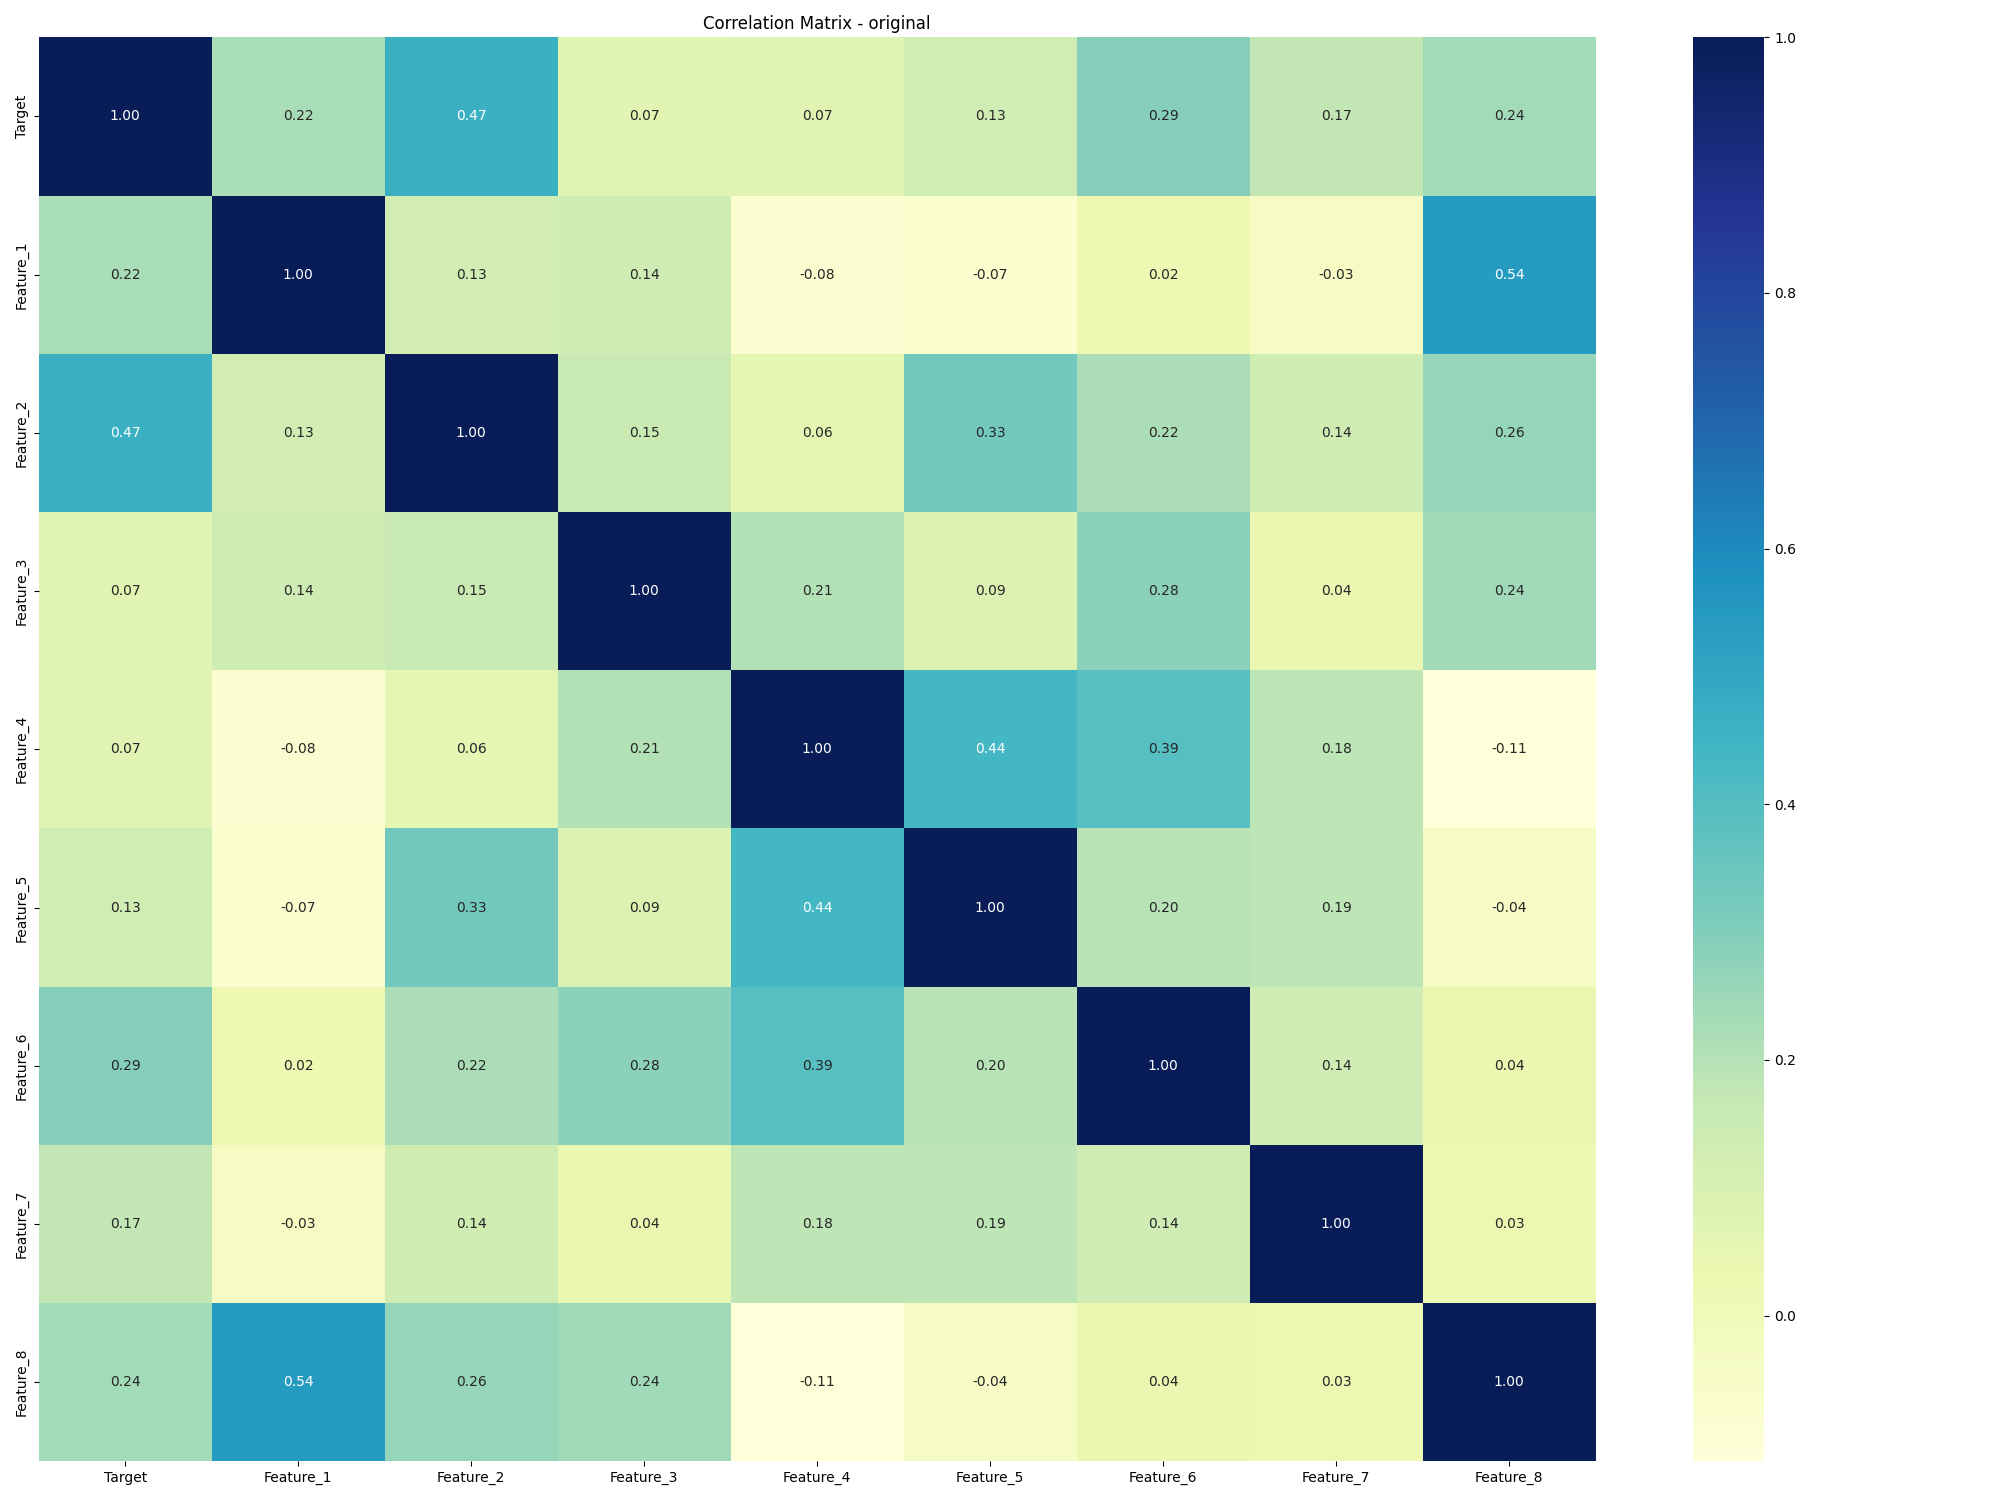 Correlation Matrix - original
Target 1.00 0.22 0.47 0.07 0.07 0.13 0.29 0.17 0.24
Feature_1 0.22 1.00 0.13 0.14 -0.08 -0.07 0.02 -0.03 0.54
Feature_2 0.47 0.13 1.00 0.15 0.06 0.33 0.22 0.14 0.26
Feature_3 0.07 0.14 0.15 1.00 0.21 0.09 0.28 0.04 0.24
Feature_4 0.07 -0.08 0.06 0.21 1.00 0.44 0.39 0.18 -0.11
Feature_5 0.13 -0.07 0.33 0.09 0.44 1.00 0.20 0.19 -0.04
Feature_6 0.29 0.02 0.22 0.28 0.39 0.20 1.00 0.14 0.04
Feature_7 0.17 -0.03 0.14 0.04 0.18 0.19 0.14 1.00 0.03
Feature_8 0.24 0.54 0.26 0.24 -0.11 -0.04 0.04 0.03 1.00
Target Feature_1 Feature_2 Feature_3 Feature_4 Feature_5 Feature_6 Feature_7 Feature_8
1.0
0.8
0.6
0.4
0.2
0.0